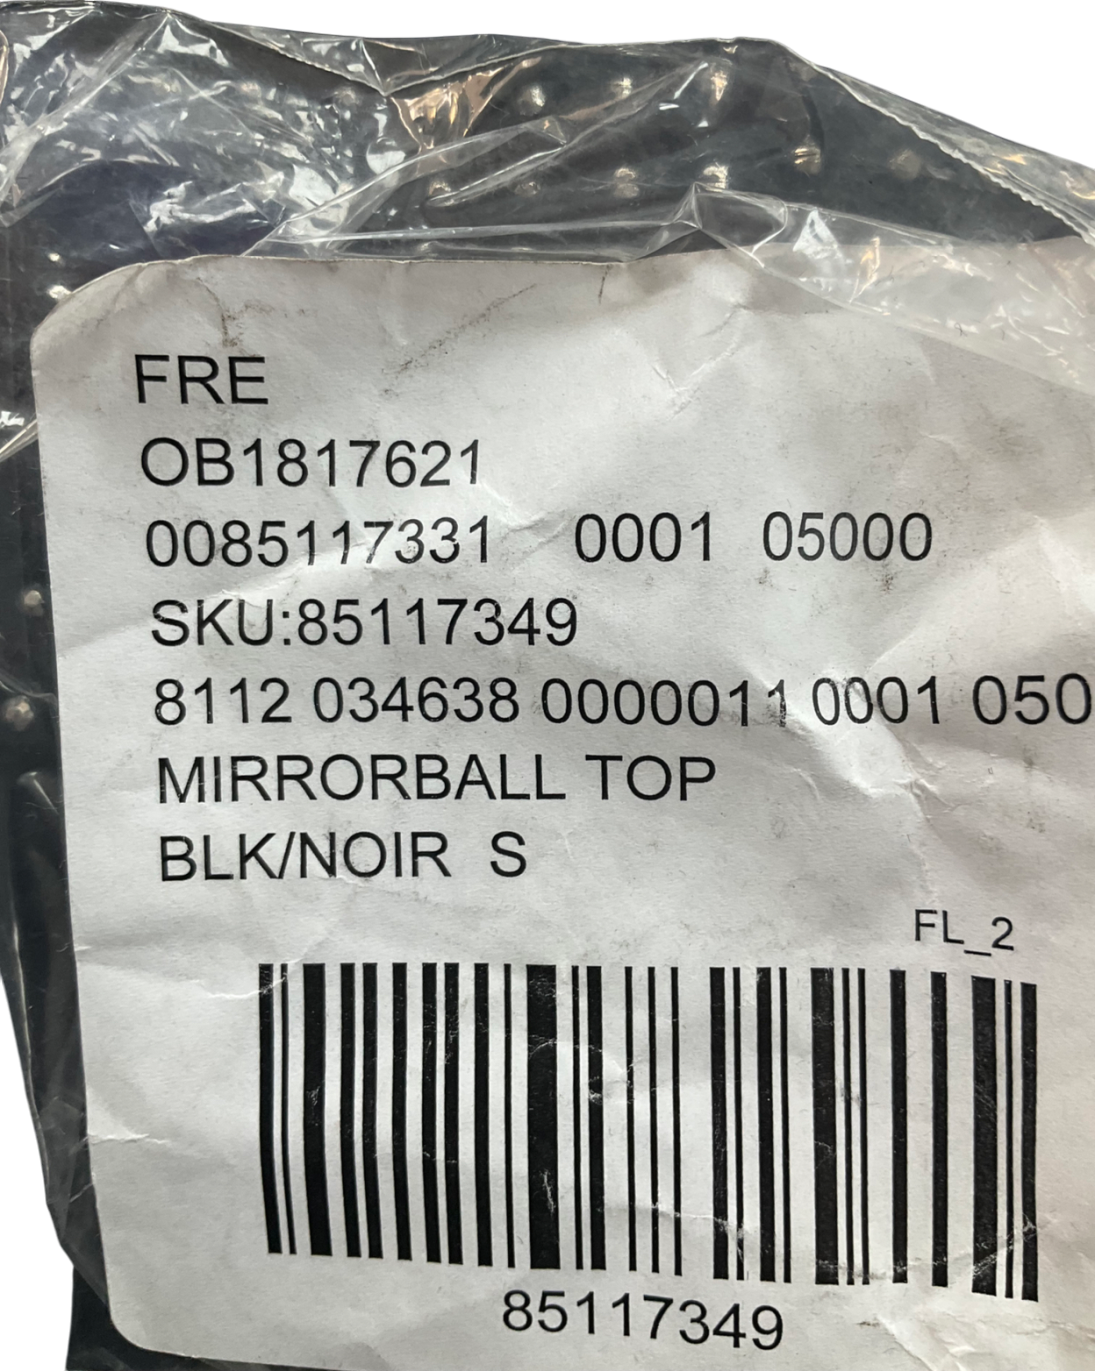 FRE
OB1817621
0085117331 0001 05000
SKU:85117349
8112 034638 0000011 0001 050
MIRRORBALL TOP
BLK/NOIR S
FL_2
85117349